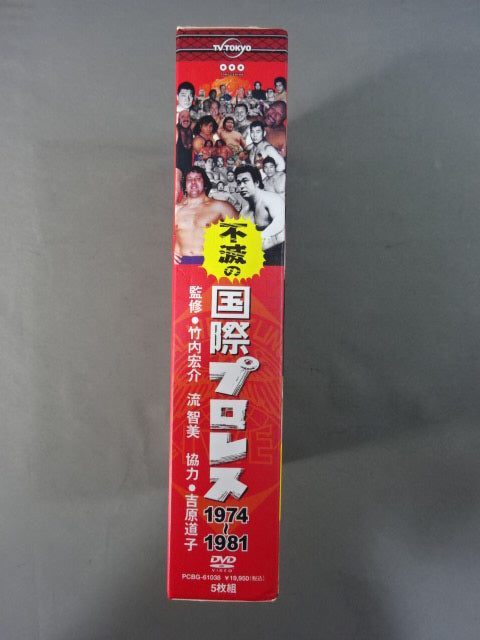 TV TOKYO
不滅の
国際プロレス
1974～1981
監修●竹内宏介 流智美 協力●吉原道子
DVD
VIDEO
PCBG-61036 ¥19,950(税込)
5枚組